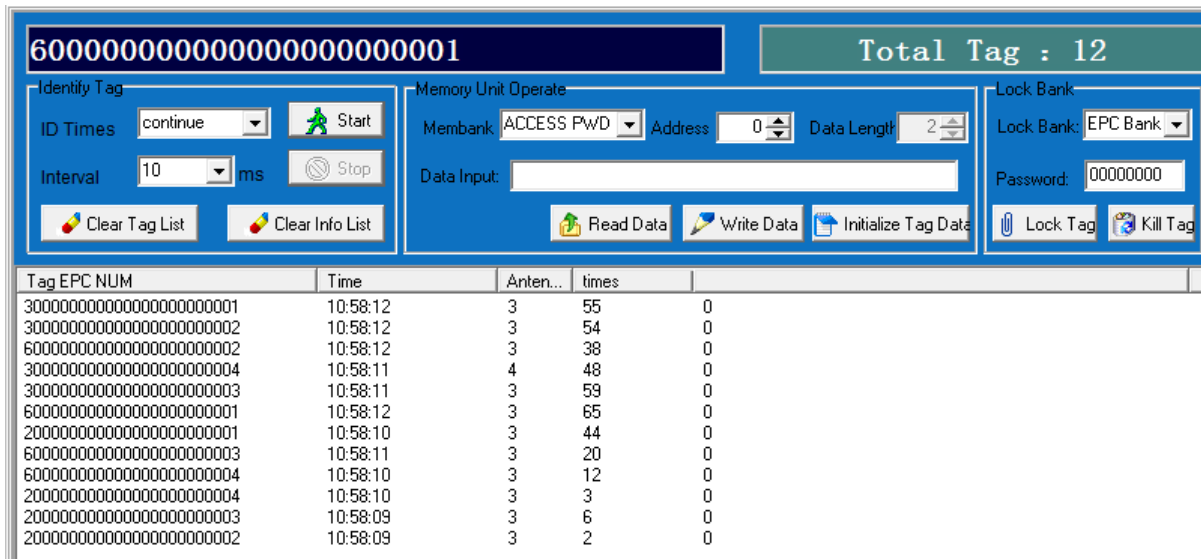 600000000000000000000001
Total Tag : 12
Identify Tag
ID Times continue Start
Interval 10 ms Stop
Clear Tag List Clear Info List
Memory Unit Operate
Membank ACCESS PWD Address 0 Data Length 2
Data Input:
Read Data Write Data Initialize Tag Data
Lock Bank
Lock Bank: EPC Bank
Password: 00000000
Lock Tag Kill Tag
Tag EPC NUM Time Anten... times
300000000000000000000001 10:58:12 3 55 0
300000000000000000000002 10:58:12 3 54 0
600000000000000000000002 10:58:12 3 38 0
300000000000000000000004 10:58:11 4 48 0
300000000000000000000003 10:58:11 3 59 0
600000000000000000000001 10:58:12 3 65 0
200000000000000000000001 10:58:10 3 44 0
600000000000000000000003 10:58:11 3 20 0
600000000000000000000004 10:58:10 3 12 0
200000000000000000000004 10:58:10 3 3 0
200000000000000000000003 10:58:09 3 6 0
200000000000000000000002 10:58:09 3 2 0